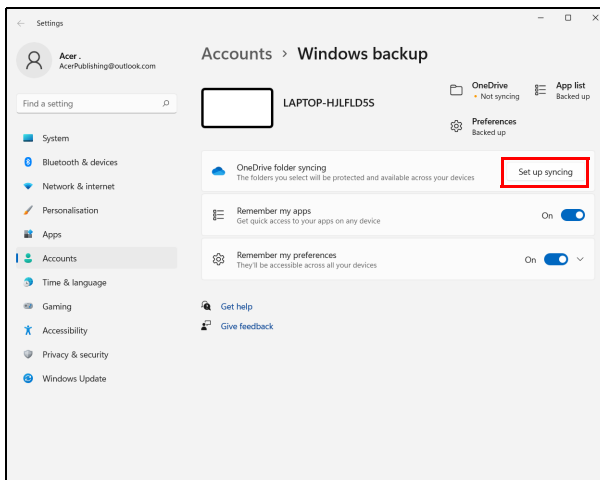 Settings
Acer .
AcerPublishing@outlook.com
Find a setting
System
Bluetooth & devices
Network & internet
Personalisation
Apps
Accounts
Time & language
Gaming
Accessibility
Privacy & security
Windows Update
Accounts > Windows backup
LAPTOP-HJLFLD5S
OneDrive
• Not syncing
App list
Backed up
Preferences
Backed up
OneDrive folder syncing
The folders you select will be protected and available across your devices
Set up syncing
Remember my apps
Get quick access to your apps on any device
On
Remember my preferences
They'll be accessible across all your devices
On
Get help
Give feedback